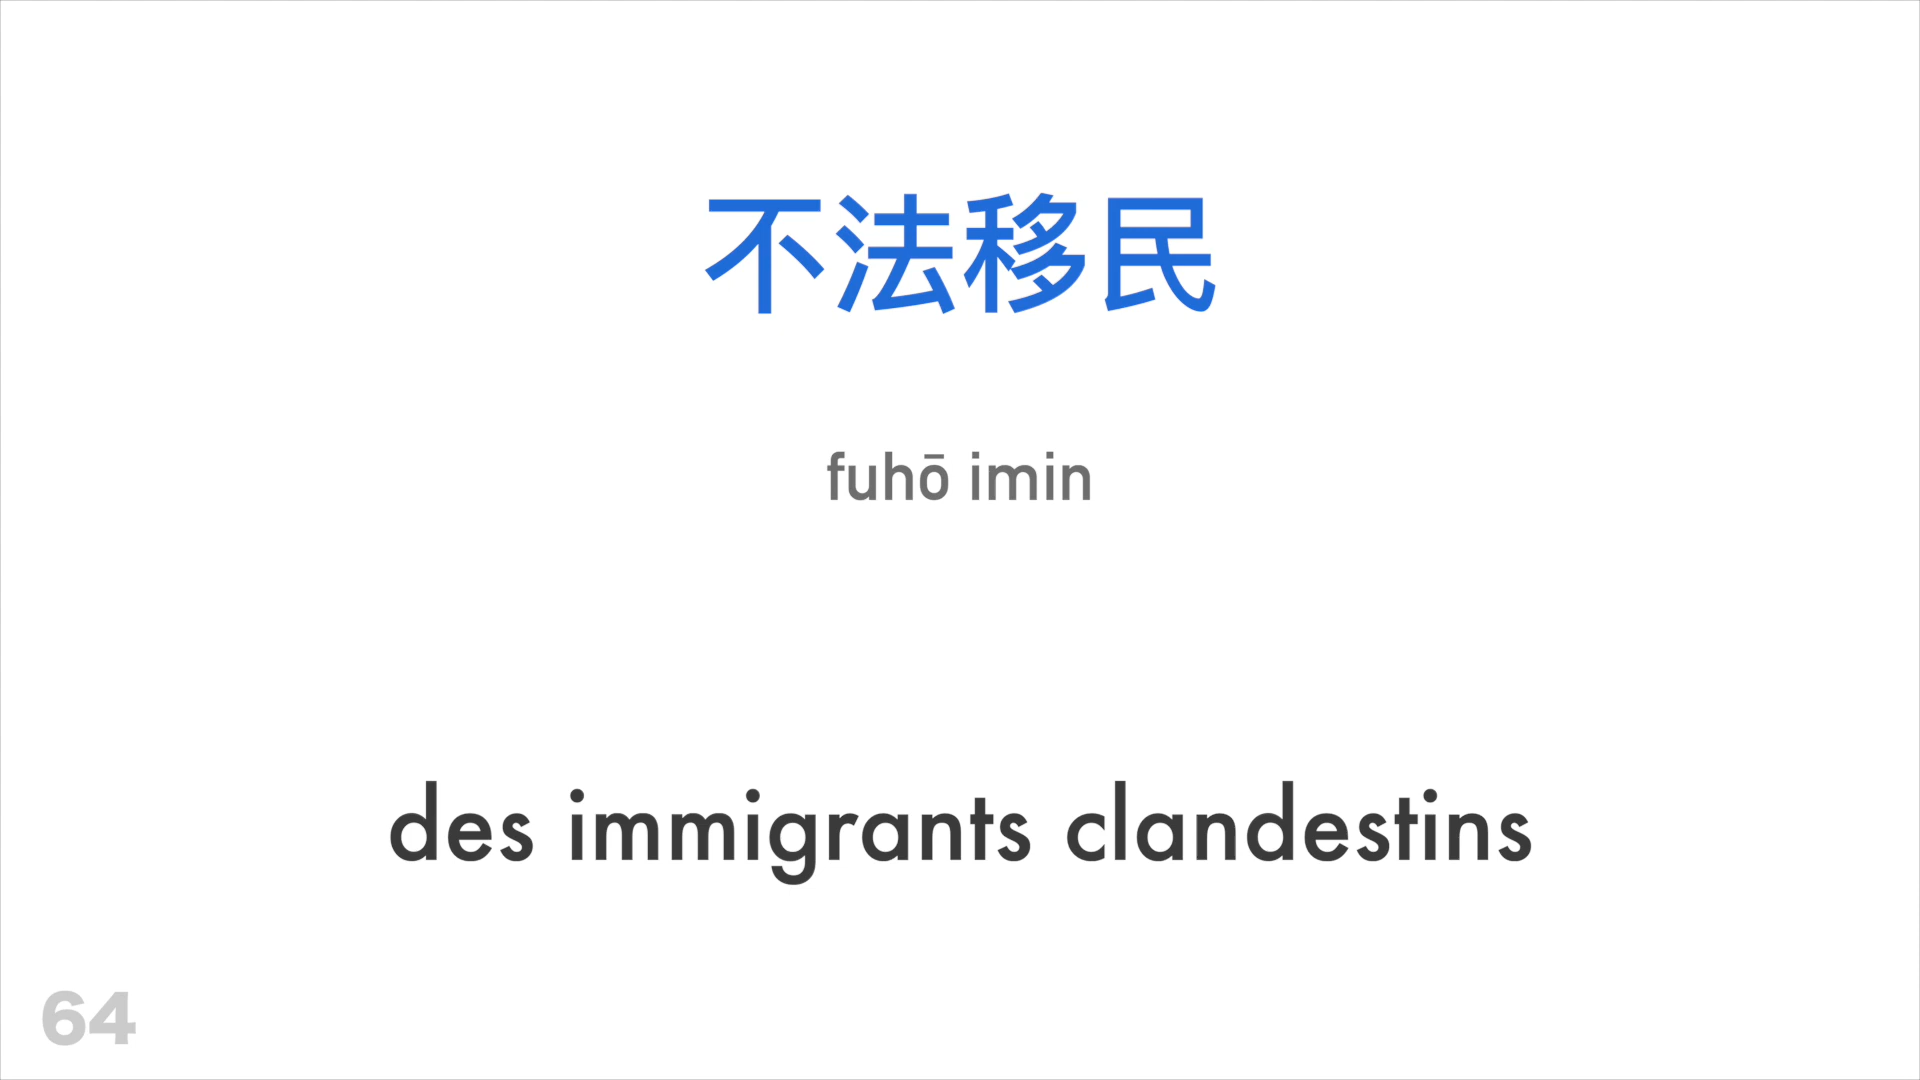 不法移民
fuhō imin
des immigrants clandestins
64